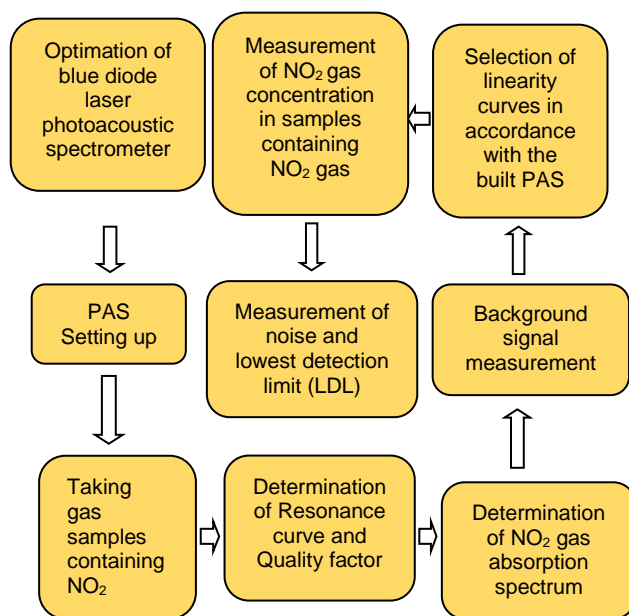 Optimation of
blue diode
laser
photoacoustic
spectrometer
Measurement
of NO₂ gas
concentration
in samples
containing
NO₂ gas
Selection of
linearity
curves in
accordance
with the
built PAS
PAS
Setting up
Measurement of
noise and
lowest detection
limit (LDL)
Background
signal
measurement
Taking
gas
samples
containing
NO₂
Determination
of Resonance
curve and
Quality factor
Determination
of NO₂ gas
absorption
spectrum